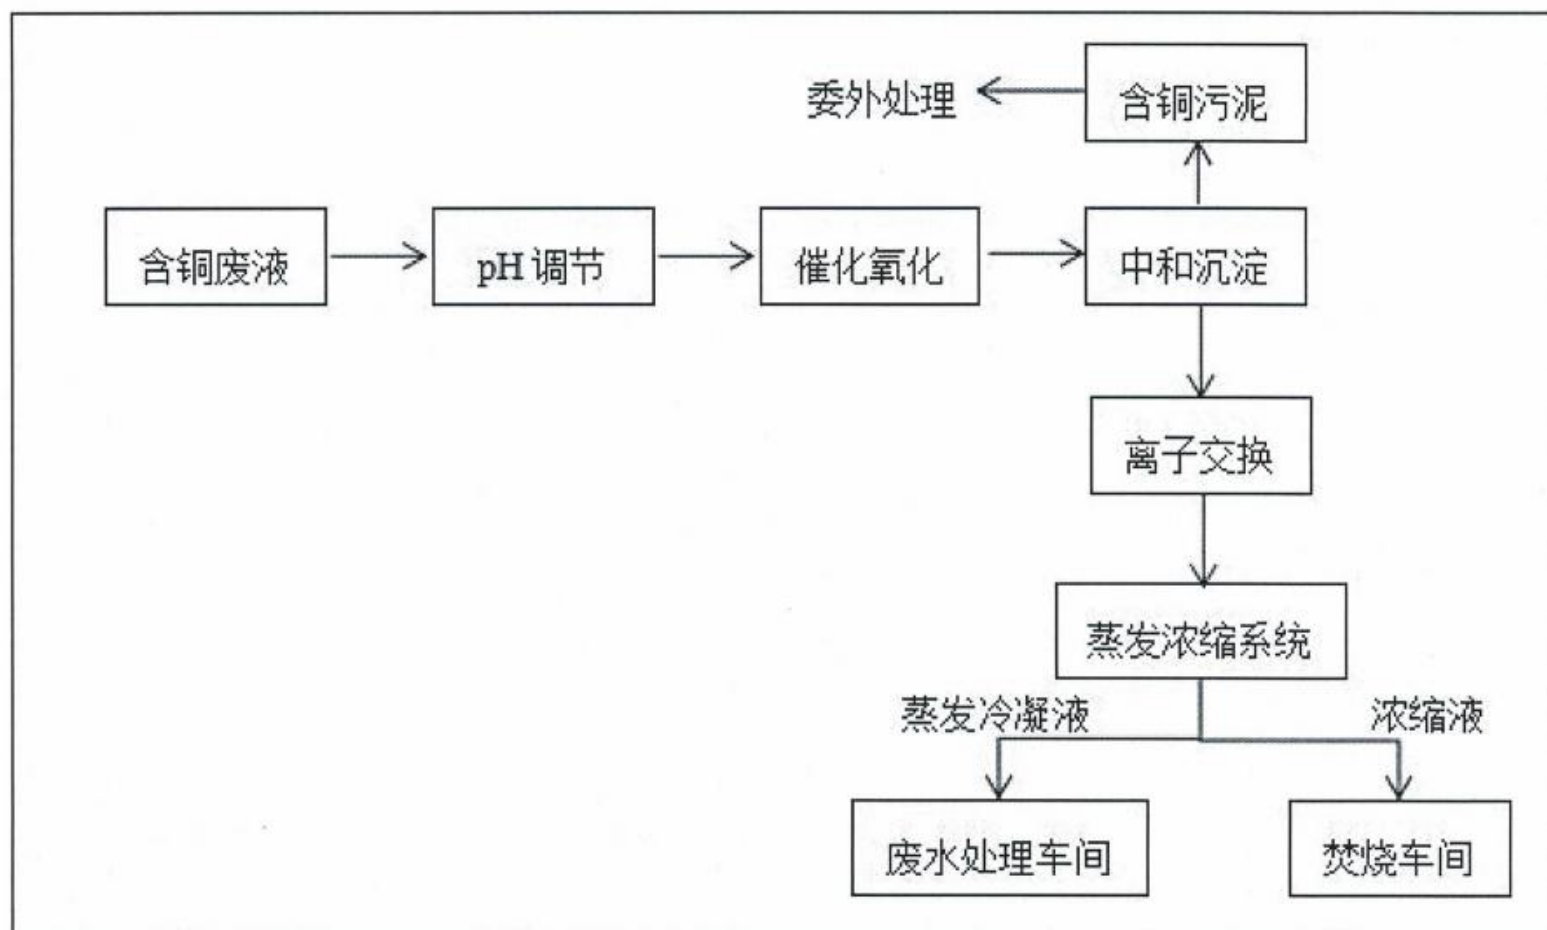 委外处理
含铜污泥
含铜废液
pH 调节
催化氧化
中和沉淀
离子交换
蒸发浓缩系统
蒸发冷凝液
浓缩液
废水处理车间
焚烧车间